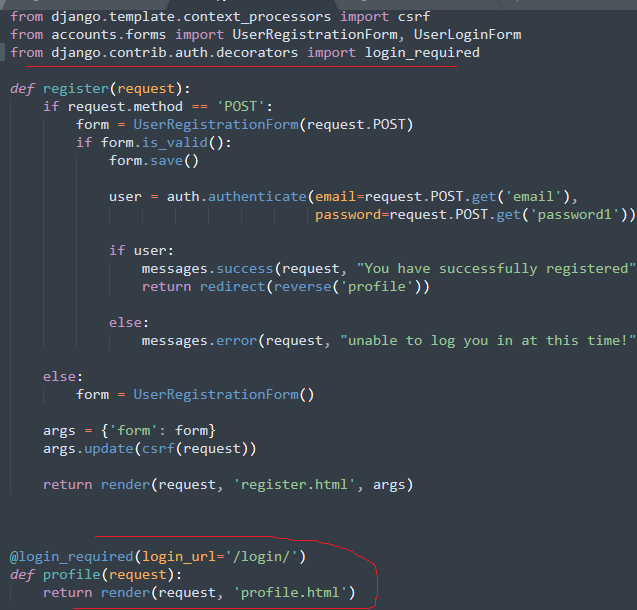 from django.template.context_processors import csrf
from accounts.forms import UserRegistrationForm, UserLoginForm
from django.contrib.auth.decorators import login_required
def register(request):
    if request.method == 'POST':
        form = UserRegistrationForm(request.POST)
        if form.is_valid():
            form.save()
            user = auth.authenticate(email=request.POST.get('email'),
                                     password=request.POST.get('password1'))
            if user:
                messages.success(request, "You have successfully registered"
                return redirect(reverse('profile'))
            else:
                messages.error(request, "unable to log you in at this time!"
    else:
        form = UserRegistrationForm()
    args = {'form': form}
    args.update(csrf(request))
    return render(request, 'register.html', args)
@login_required(login_url='/login/')
def profile(request):
    return render(request, 'profile.html')